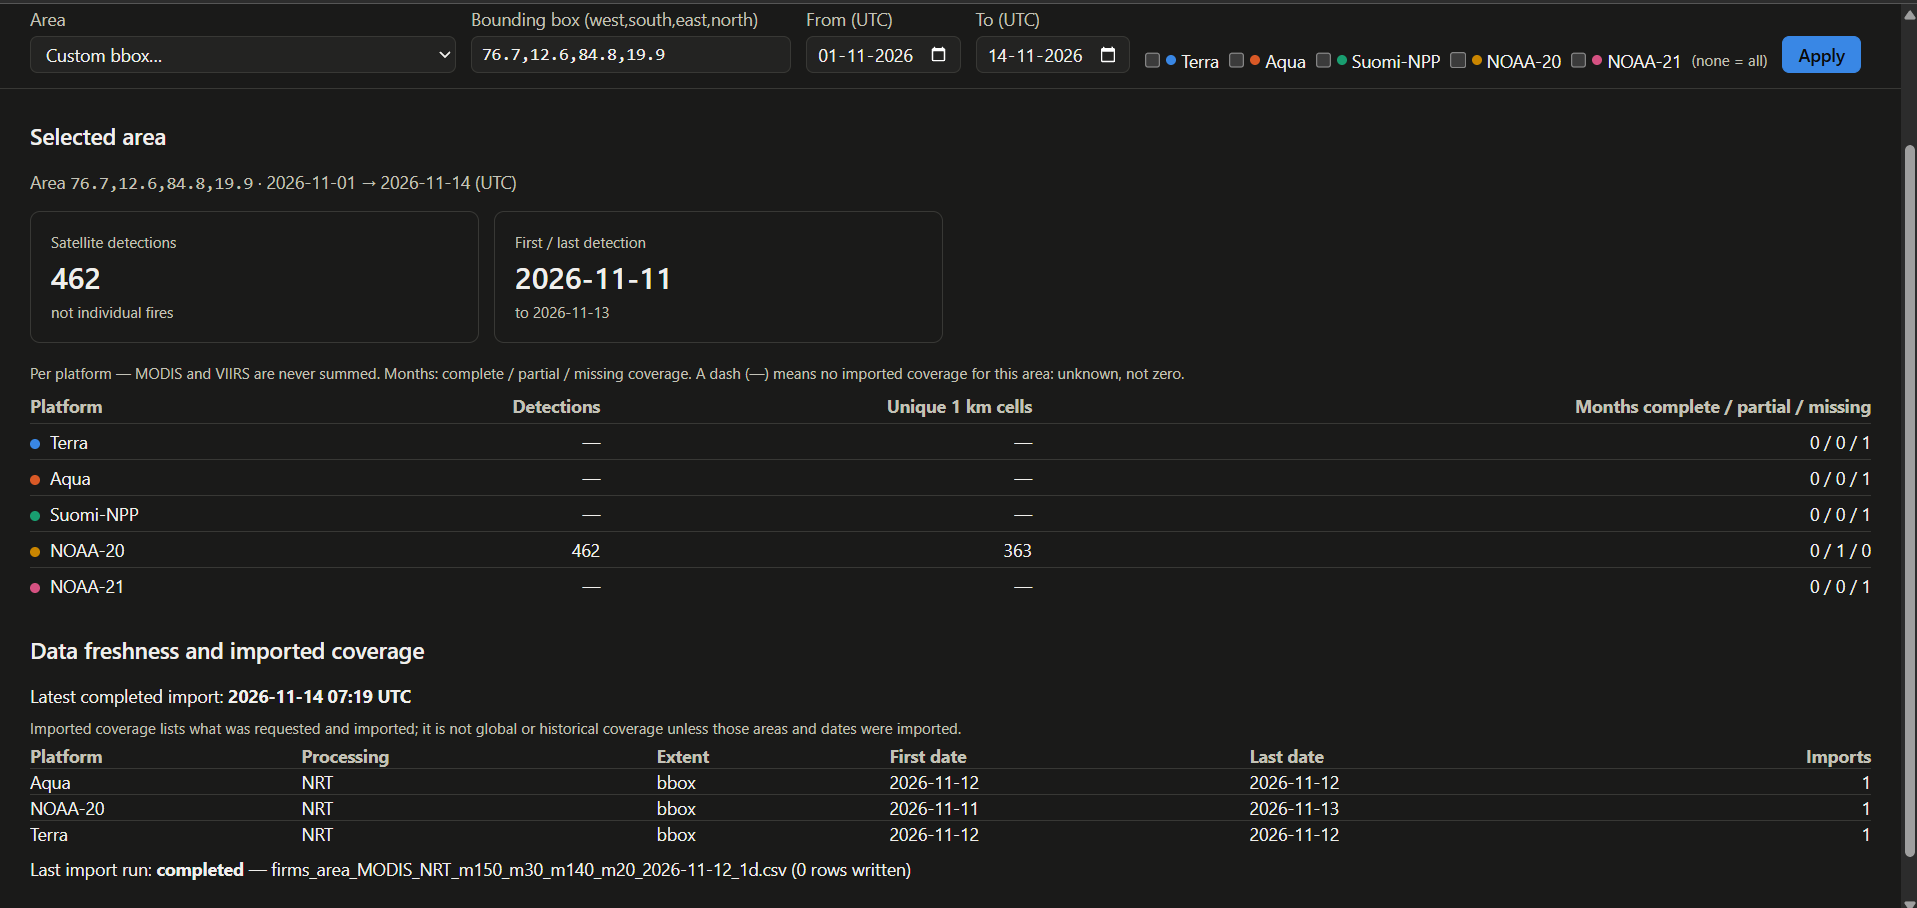 Area Bounding box (west,south,east,north) From (UTC) To (UTC)
Custom bbox... 76.7,12.6,84.8,19.9 01-11-2026 14-11-2026 Terra Aqua Suomi-NPP NOAA-20 NOAA-21 (none = all) Apply
Selected area
Area 76.7,12.6,84.8,19.9 · 2026-11-01 → 2026-11-14 (UTC)
Satellite detections
462
not individual fires
First / last detection
2026-11-11
to 2026-11-13
Per platform — MODIS and VIIRS are never summed. Months: complete / partial / missing coverage. A dash (—) means no imported coverage for this area: unknown, not zero.
Platform Detections Unique 1 km cells Months complete / partial / missing
Terra — — 0 / 0 / 1
Aqua — — 0 / 0 / 1
Suomi-NPP — — 0 / 0 / 1
NOAA-20 462 363 0 / 1 / 0
NOAA-21 — — 0 / 0 / 1
Data freshness and imported coverage
Latest completed import: 2026-11-14 07:19 UTC
Imported coverage lists what was requested and imported; it is not global or historical coverage unless those areas and dates were imported.
Platform Processing Extent First date Last date Imports
Aqua NRT bbox 2026-11-12 2026-11-12 1
NOAA-20 NRT bbox 2026-11-11 2026-11-13 1
Terra NRT bbox 2026-11-12 2026-11-12 1
Last import run: completed — firms_area_MODIS_NRT_m150_m30_m140_m20_2026-11-12_1d.csv (0 rows written)